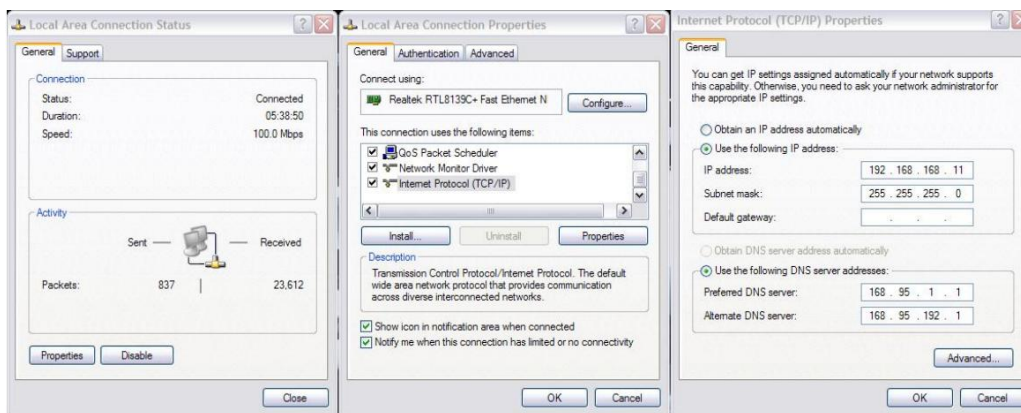 Local Area Connection Status
General
Support
Connection
Status:
Connected
Duration:
05:38:50
Speed:
100.0 Mbps
Activity
Sent
Received
Packets:
837
23,612
Properties
Disable
Close
Local Area Connection Properties
General
Authentication
Advanced
Connect using:
Realtek RTL8139C+ Fast Ethernet N
Configure...
This connection uses the following items:
QoS Packet Scheduler
Network Monitor Driver
Internet Protocol (TCP/IP)
Install...
Uninstall
Properties
Description
Transmission Control Protocol/Internet Protocol. The default
wide area network protocol that provides communication
across diverse interconnected networks.
Show icon in notification area when connected
Notify me when this connection has limited or no connectivity
OK
Cancel
Internet Protocol (TCP/IP) Properties
General
You can get IP settings assigned automatically if your network supports
this capability. Otherwise, you need to ask your network administrator for
the appropriate IP settings.
Obtain an IP address automatically
Use the following IP address:
IP address:
192 . 168 . 168 . 11
Subnet mask:
255 . 255 . 255 . 0
Default gateway:
. . .
Obtain DNS server address automatically
Use the following DNS server addresses:
Preferred DNS server:
168 . 95 . 1 . 1
Alternate DNS server:
168 . 95 . 192 . 1
Advanced...
OK
Cancel